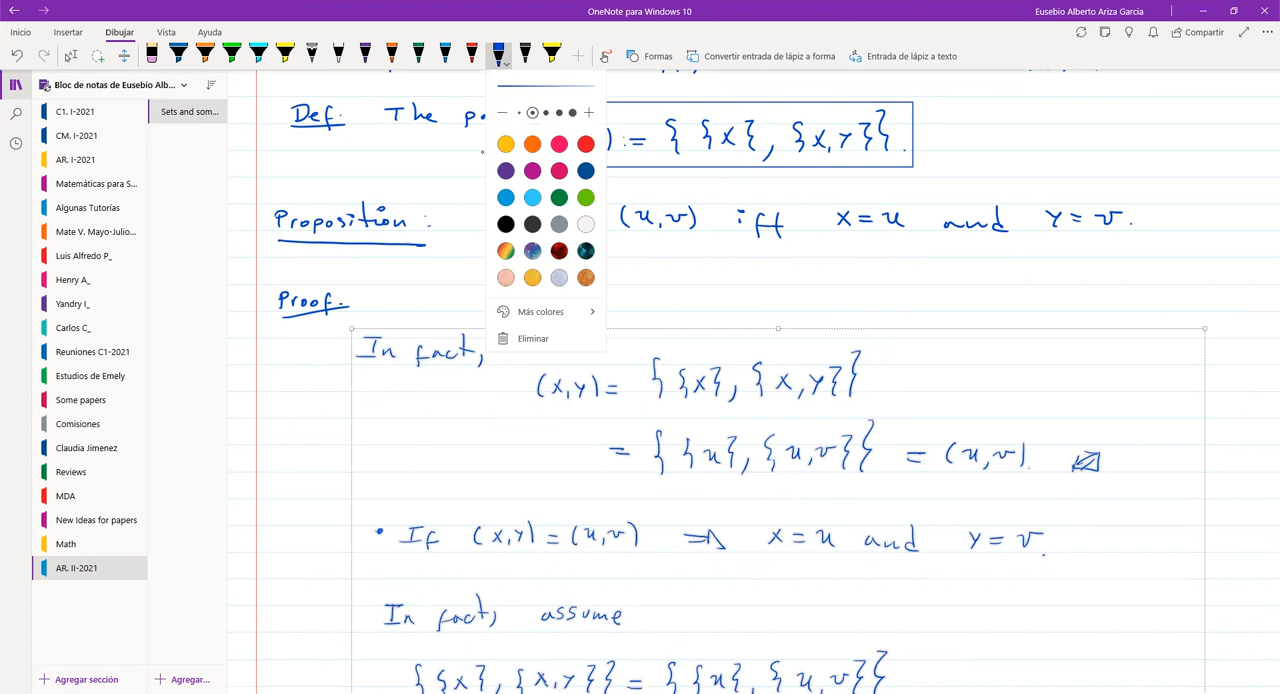 OneNote para Windows 10
Eusebio Alberto Ariza Garcia
Inicio Insertar Dibujar Vista Ayuda
Compartir
Formas Convertir entrada de lápiz a forma Entrada de lápiz a texto
Bloc de notas de Eusebio Alb...
C1. I-2021
CM. I-2021
AR. I-2021
Matemáticas para S...
Algunas Tutorías
Mate V. Mayo-Julio...
Luis Alfredo P_
Henry A_
Yandry I_
Carlos C_
Reuniones C1-2021
Estudios de Emely
Some papers
Comisiones
Claudia Jimenez
Reviews
MDA
New Ideas for papers
Math
AR. II-2021
Agregar sección
Sets and som...
Agregar...
Más colores
Eliminar
Def. The ) := { {x}, {x,y} }.
Proposition: (u,v) iff x = u and y = v.
Proof.
In fact,
(x,y) = { {x}, {x,y} }
= { {u}, {u,v} } = (u,v).
• If (x,y) = (u,v) ⇒ x = u and y = v.
In fact, assume
{ {x}, {x,y} } = { {u}, {u,v} }